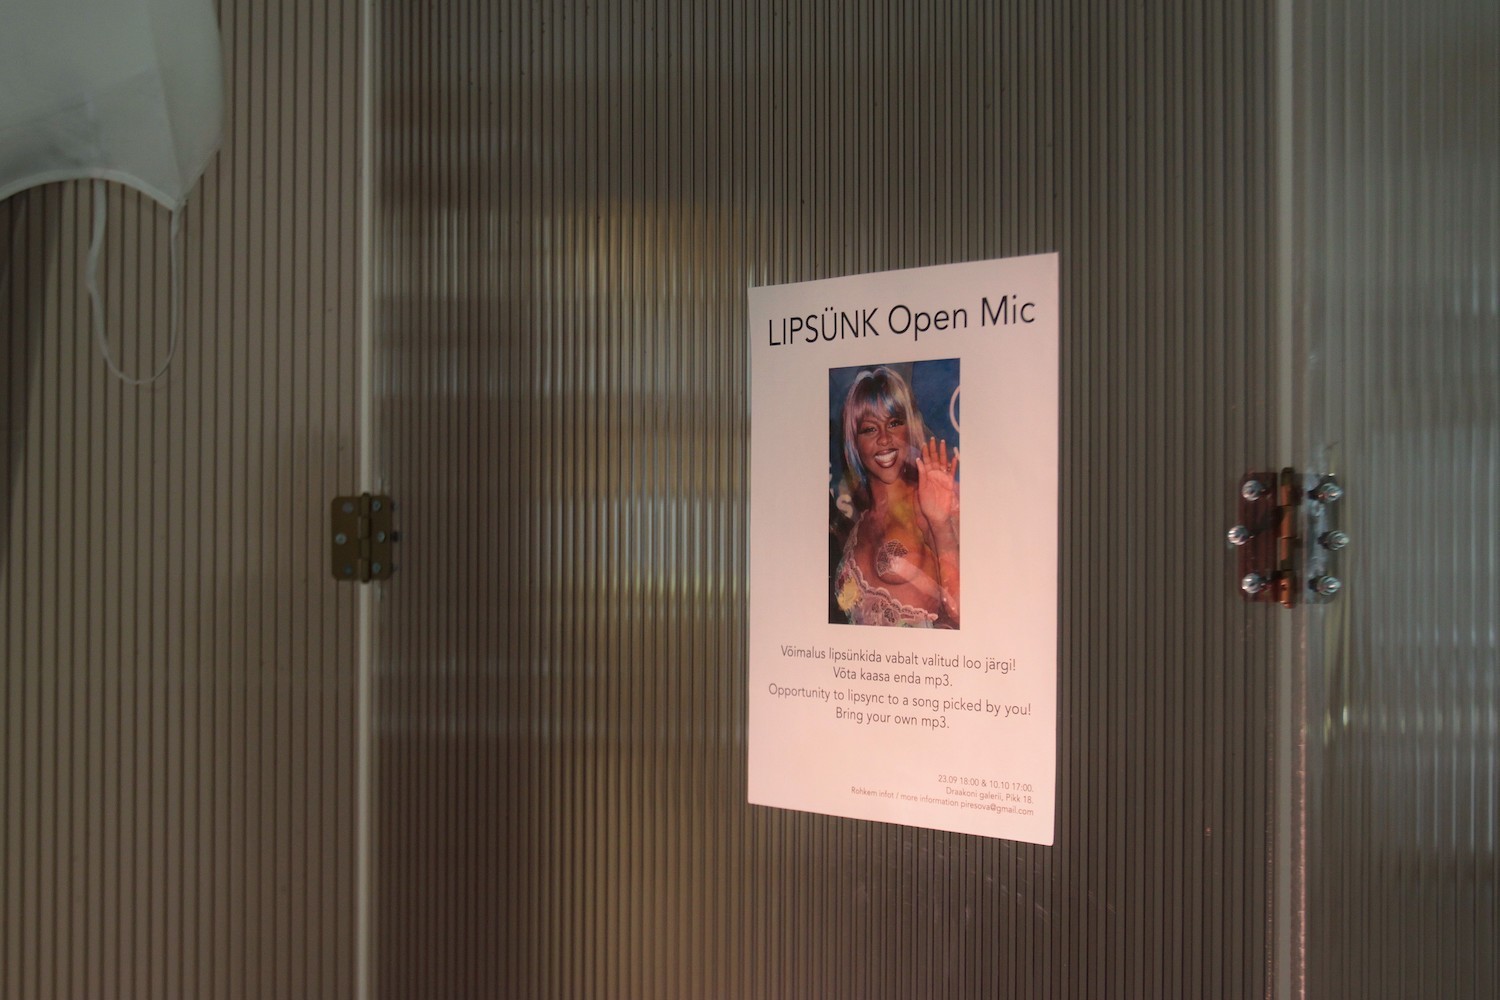 LIPSÜNK Open Mic
Võimalus lipsünkida vabalt valitud loo järgi!
Võta kaasa enda mp3.
Opportunity to lipsync to a song picked by you!
Bring your own mp3.
23.09 18:00 & 10.10 17:00.
Draakoni galerii, Pikk 18.
Rohkem infot / more information piresova@gmail.com